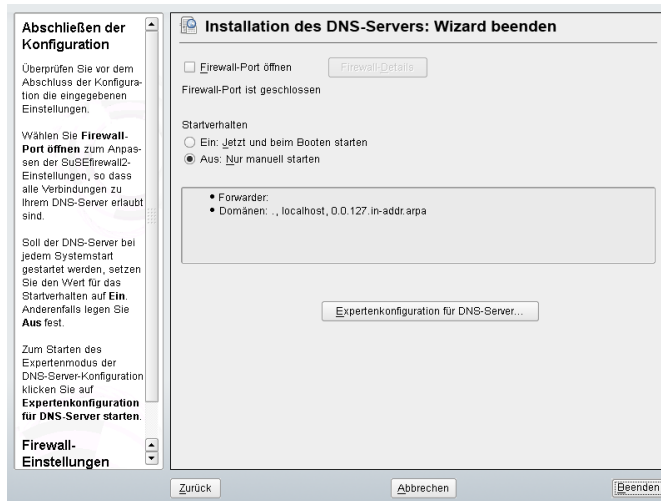 Abschließen der
Konfiguration
Überprüfen Sie vor dem
Abschluss der Konfigura-
tion die eingegebenen
Einstellungen.
Wählen Sie Firewall-
Port öffnen zum Anpas-
sen der SuSEfirewall2-
Einstellungen, so dass
alle Verbindungen zu
Ihrem DNS-Server erlaubt
sind.
Soll der DNS-Server bei
jedem Systemstart
gestartet werden, setzen
Sie den Wert für das
Startverhalten auf Ein.
Anderenfalls legen Sie
Aus fest.
Zum Starten des
Expertenmodus der
DNS-Server-Konfiguration
klicken Sie auf
Expertenkonfiguration
für DNS-Server starten.
Firewall-
Einstellungen
Installation des DNS-Servers: Wizard beenden
Firewall-Port öffnen
Firewall-Details
Firewall-Port ist geschlossen
Startverhalten
Ein: Jetzt und beim Booten starten
Aus: Nur manuell starten
• Forwarder:
• Domänen: ., localhost, 0.0.127.in-addr.arpa
Expertenkonfiguration für DNS-Server...
Zurück
Abbrechen
Beenden